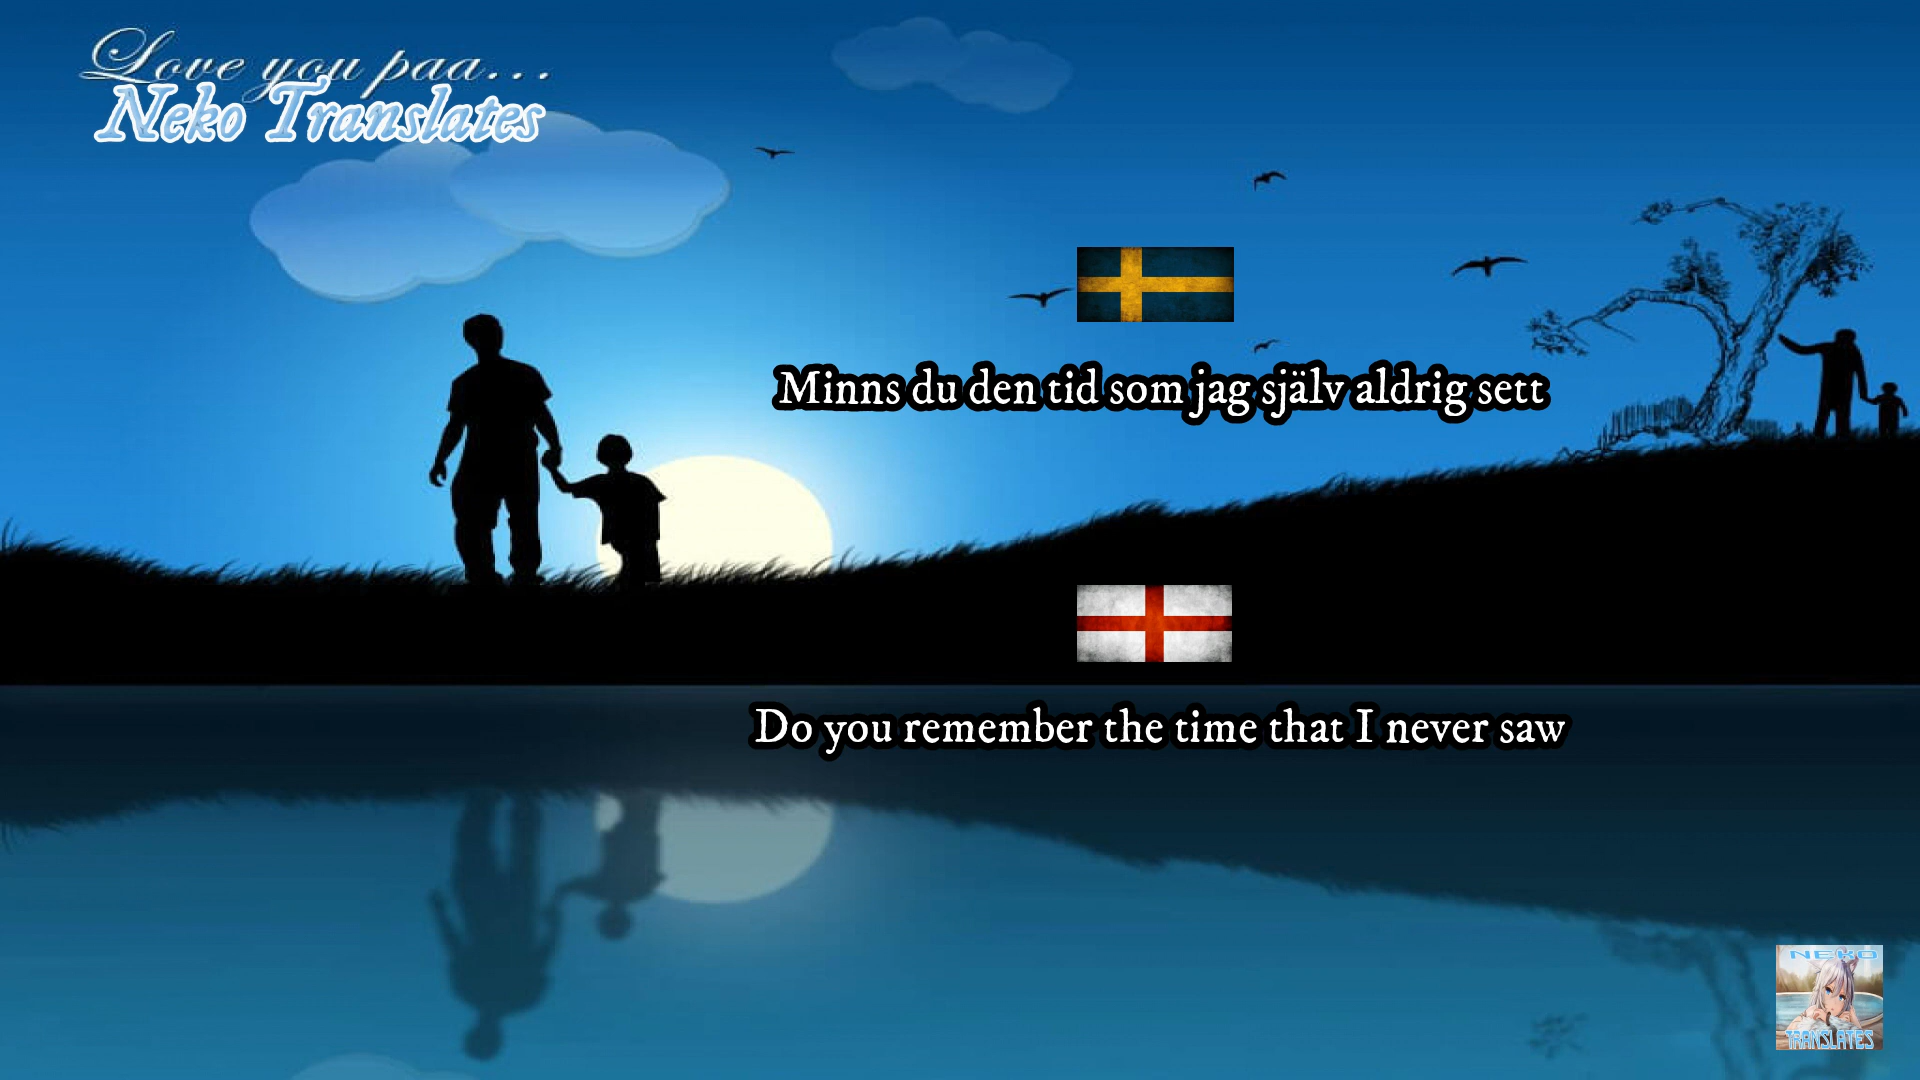 Love you paa...
Neko Translates
Minns du den tid som jag själv aldrig sett
Do you remember the time that I never saw
NEKO
TRANSLATES